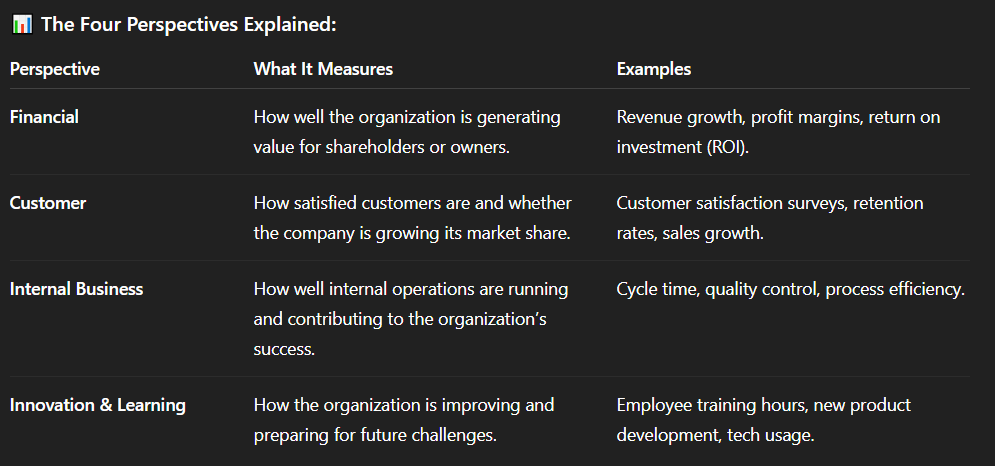 📊 The Four Perspectives Explained:
Perspective What It Measures Examples
Financial How well the organization is generating Revenue growth, profit margins, return on
value for shareholders or owners. investment (ROI).
Customer How satisfied customers are and whether Customer satisfaction surveys, retention
the company is growing its market share. rates, sales growth.
Internal Business How well internal operations are running Cycle time, quality control, process efficiency.
and contributing to the organization’s
success.
Innovation & Learning How the organization is improving and Employee training hours, new product
preparing for future challenges. development, tech usage.